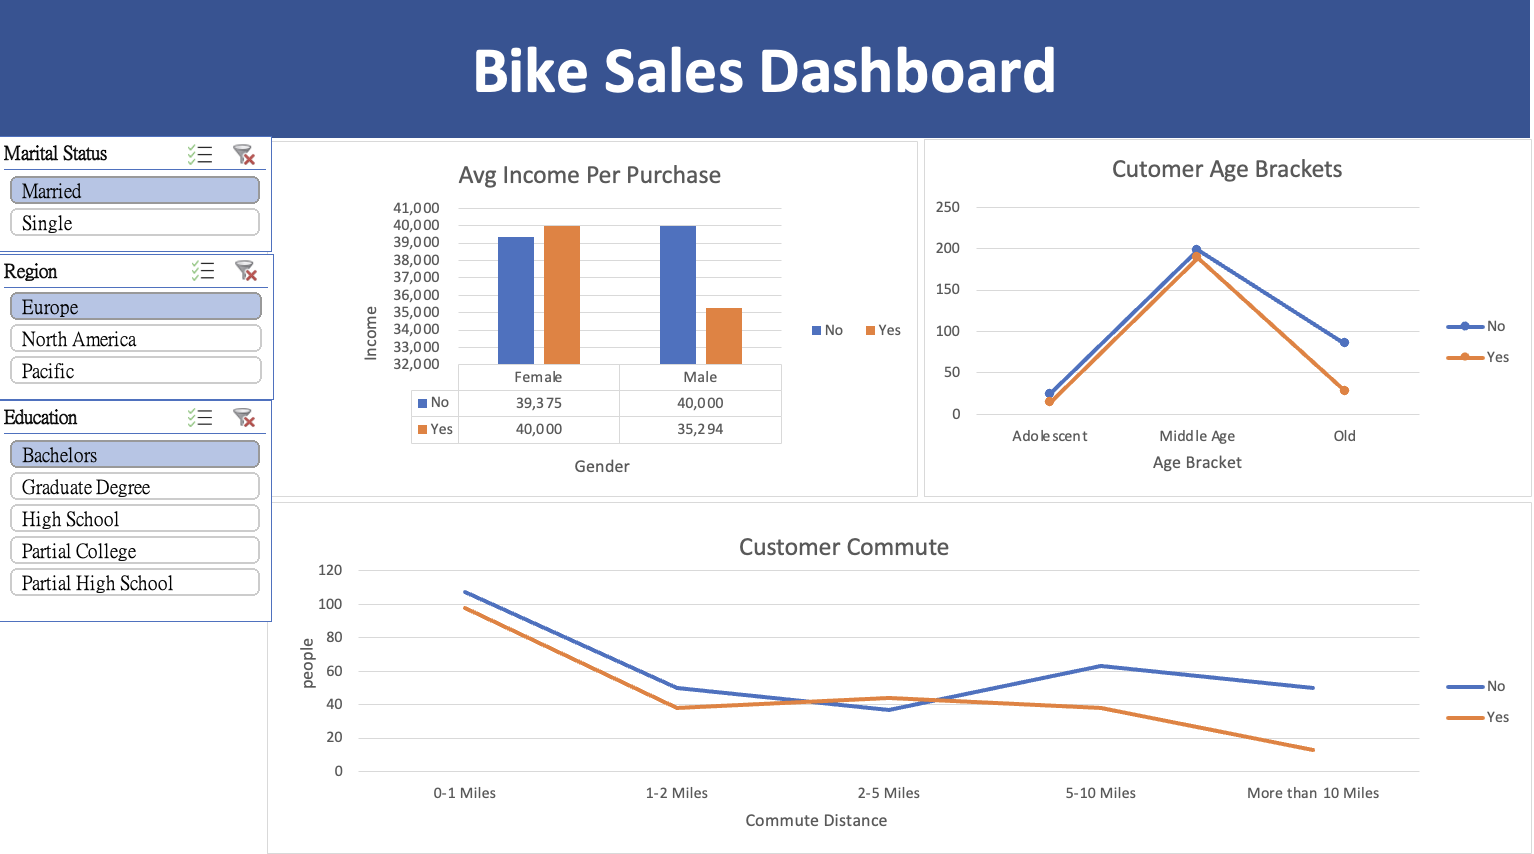 Bike Sales Dashboard
Marital Status
Married
Single
Region
Europe
North America
Pacific
Education
Bachelors
Graduate Degree
High School
Partial College
Partial High School
Avg Income Per Purchase
41,000
40,000
39,000
38,000
37,000
36,000
35,000
34,000
33,000
32,000
Income
Female Male
No 39,375 40,000
Yes 40,000 35,294
Gender
No Yes
Cutomer Age Brackets
250
200
150
100
50
0
Adolescent Middle Age Old
Age Bracket
No
Yes
Customer Commute
120
100
80
60
40
20
0
people
0-1 Miles 1-2 Miles 2-5 Miles 5-10 Miles More than 10 Miles
Commute Distance
No
Yes